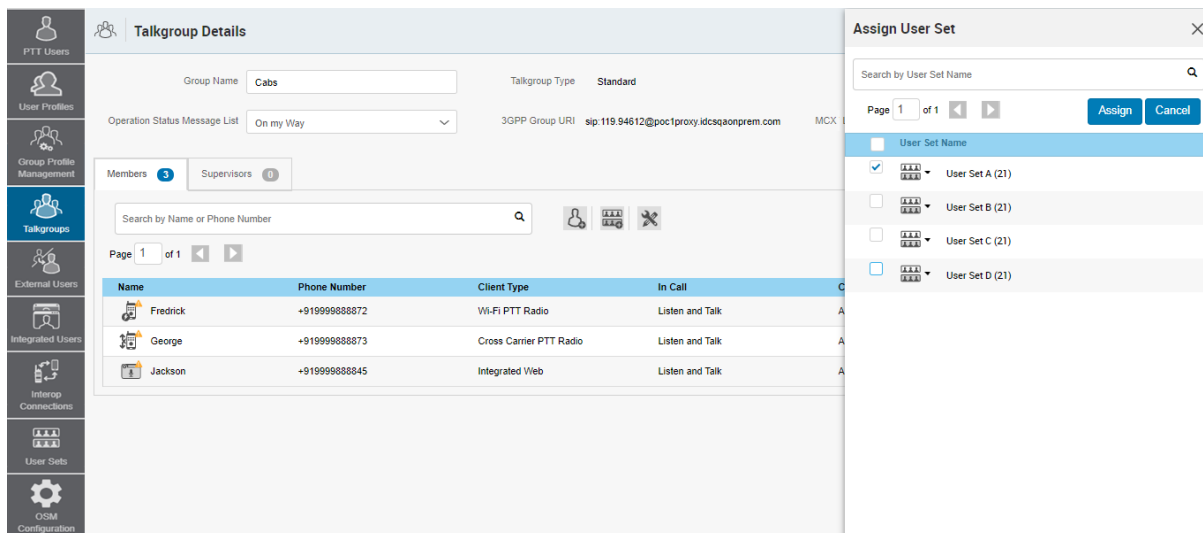 PTT Users
User Profiles
Group Profile
Management
Talkgroups
External Users
Integrated Users
Interop
Connections
User Sets
OSM
Configuration
Talkgroup Details
Group Name Cabs Talkgroup Type Standard
Operation Status Message List On my Way 3GPP Group URI sip:119.94612@poc1proxy.idcsqaonprem.com MCX
Members 3 Supervisors 0
Search by Name or Phone Number
Page 1 of 1
Name Phone Number Client Type In Call C
Fredrick +919999888872 Wi-Fi PTT Radio Listen and Talk A
George +919999888873 Cross Carrier PTT Radio Listen and Talk A
Jackson +919999888845 Integrated Web Listen and Talk A
Assign User Set
Search by User Set Name
Page 1 of 1 Assign Cancel
User Set Name
User Set A (21)
User Set B (21)
User Set C (21)
User Set D (21)